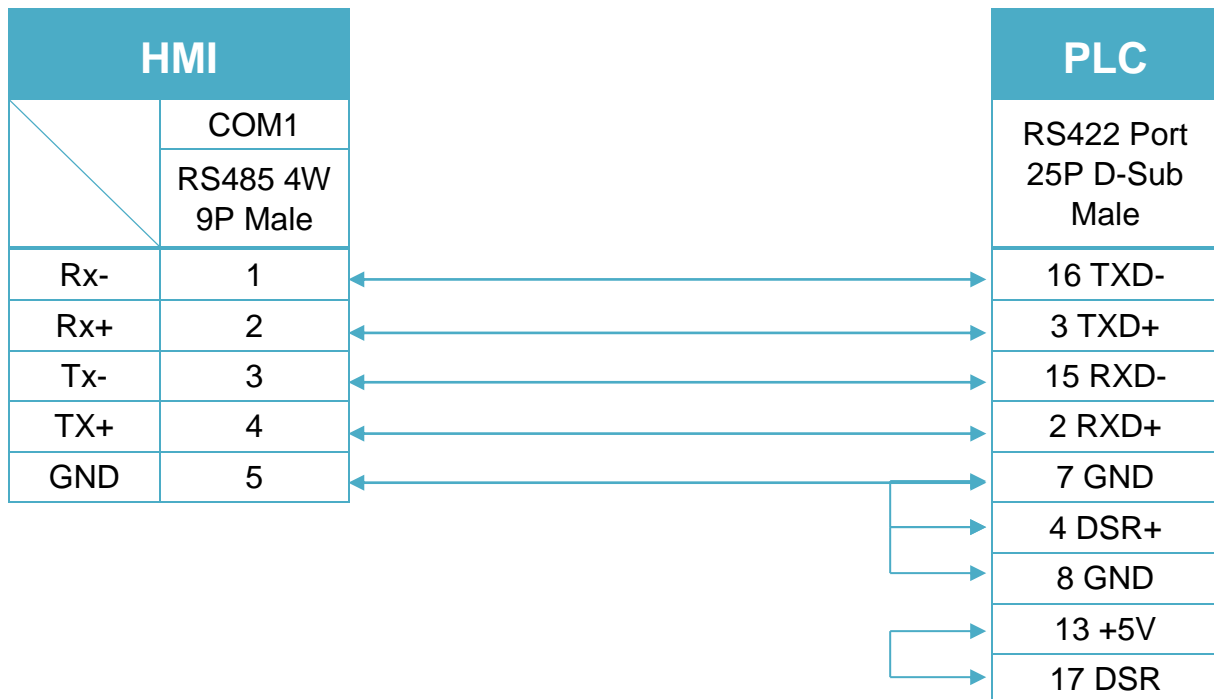 HMI
PLC
COM1
RS485 4W
9P Male
RS422 Port
25P D-Sub
Male
Rx- 1 16 TXD-
Rx+ 2 3 TXD+
Tx- 3 15 RXD-
TX+ 4 2 RXD+
GND 5 7 GND
4 DSR+
8 GND
13 +5V
17 DSR